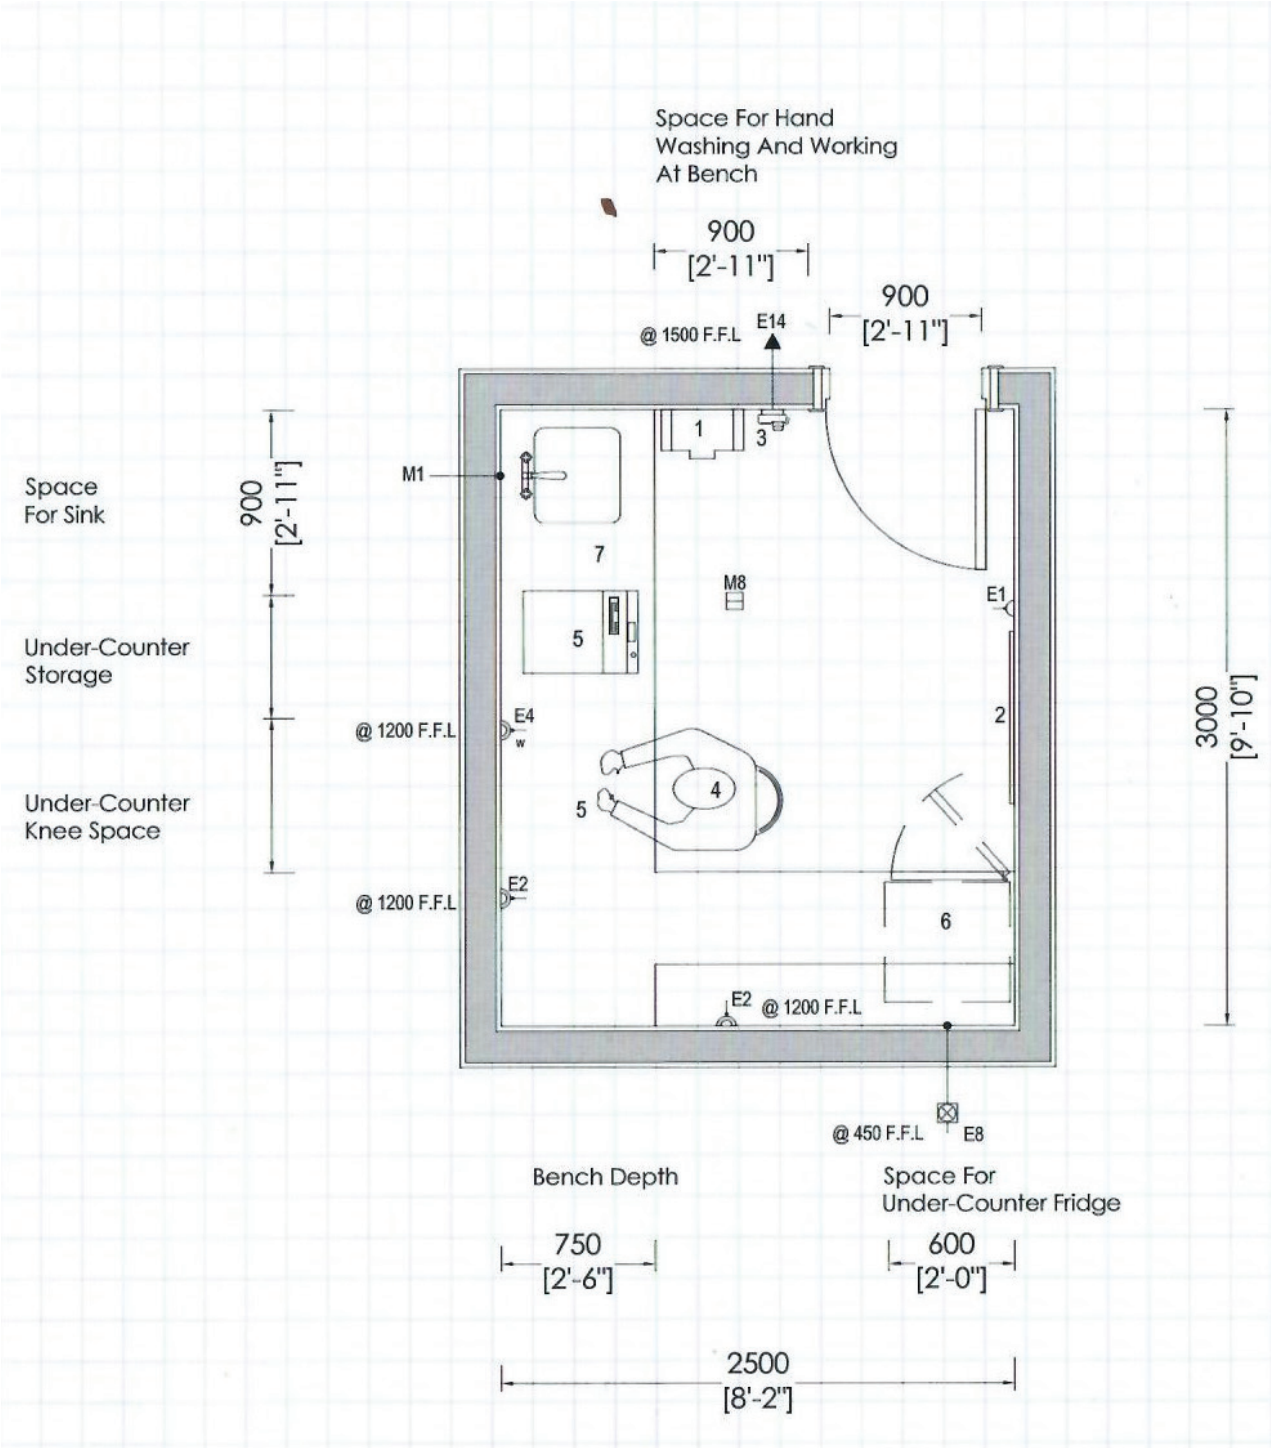 Space For Hand
Washing And Working
At Bench
900
[2'-11"]
900
[2'-11"]
@ 1500 F.F.L
E14
1
3
M1
Space
For Sink
900
[2'-11"]
7
M8
E1
5
Under-Counter
Storage
2
3000
[9'-10"]
E4
@ 1200 F.F.L
w
4
5
Under-Counter
Knee Space
E2
@ 1200 F.F.L
6
E2
@ 1200 F.F.L
@ 450 F.F.L
E8
Bench Depth
Space For
Under-Counter Fridge
750
[2'-6"]
600
[2'-0"]
2500
[8'-2"]